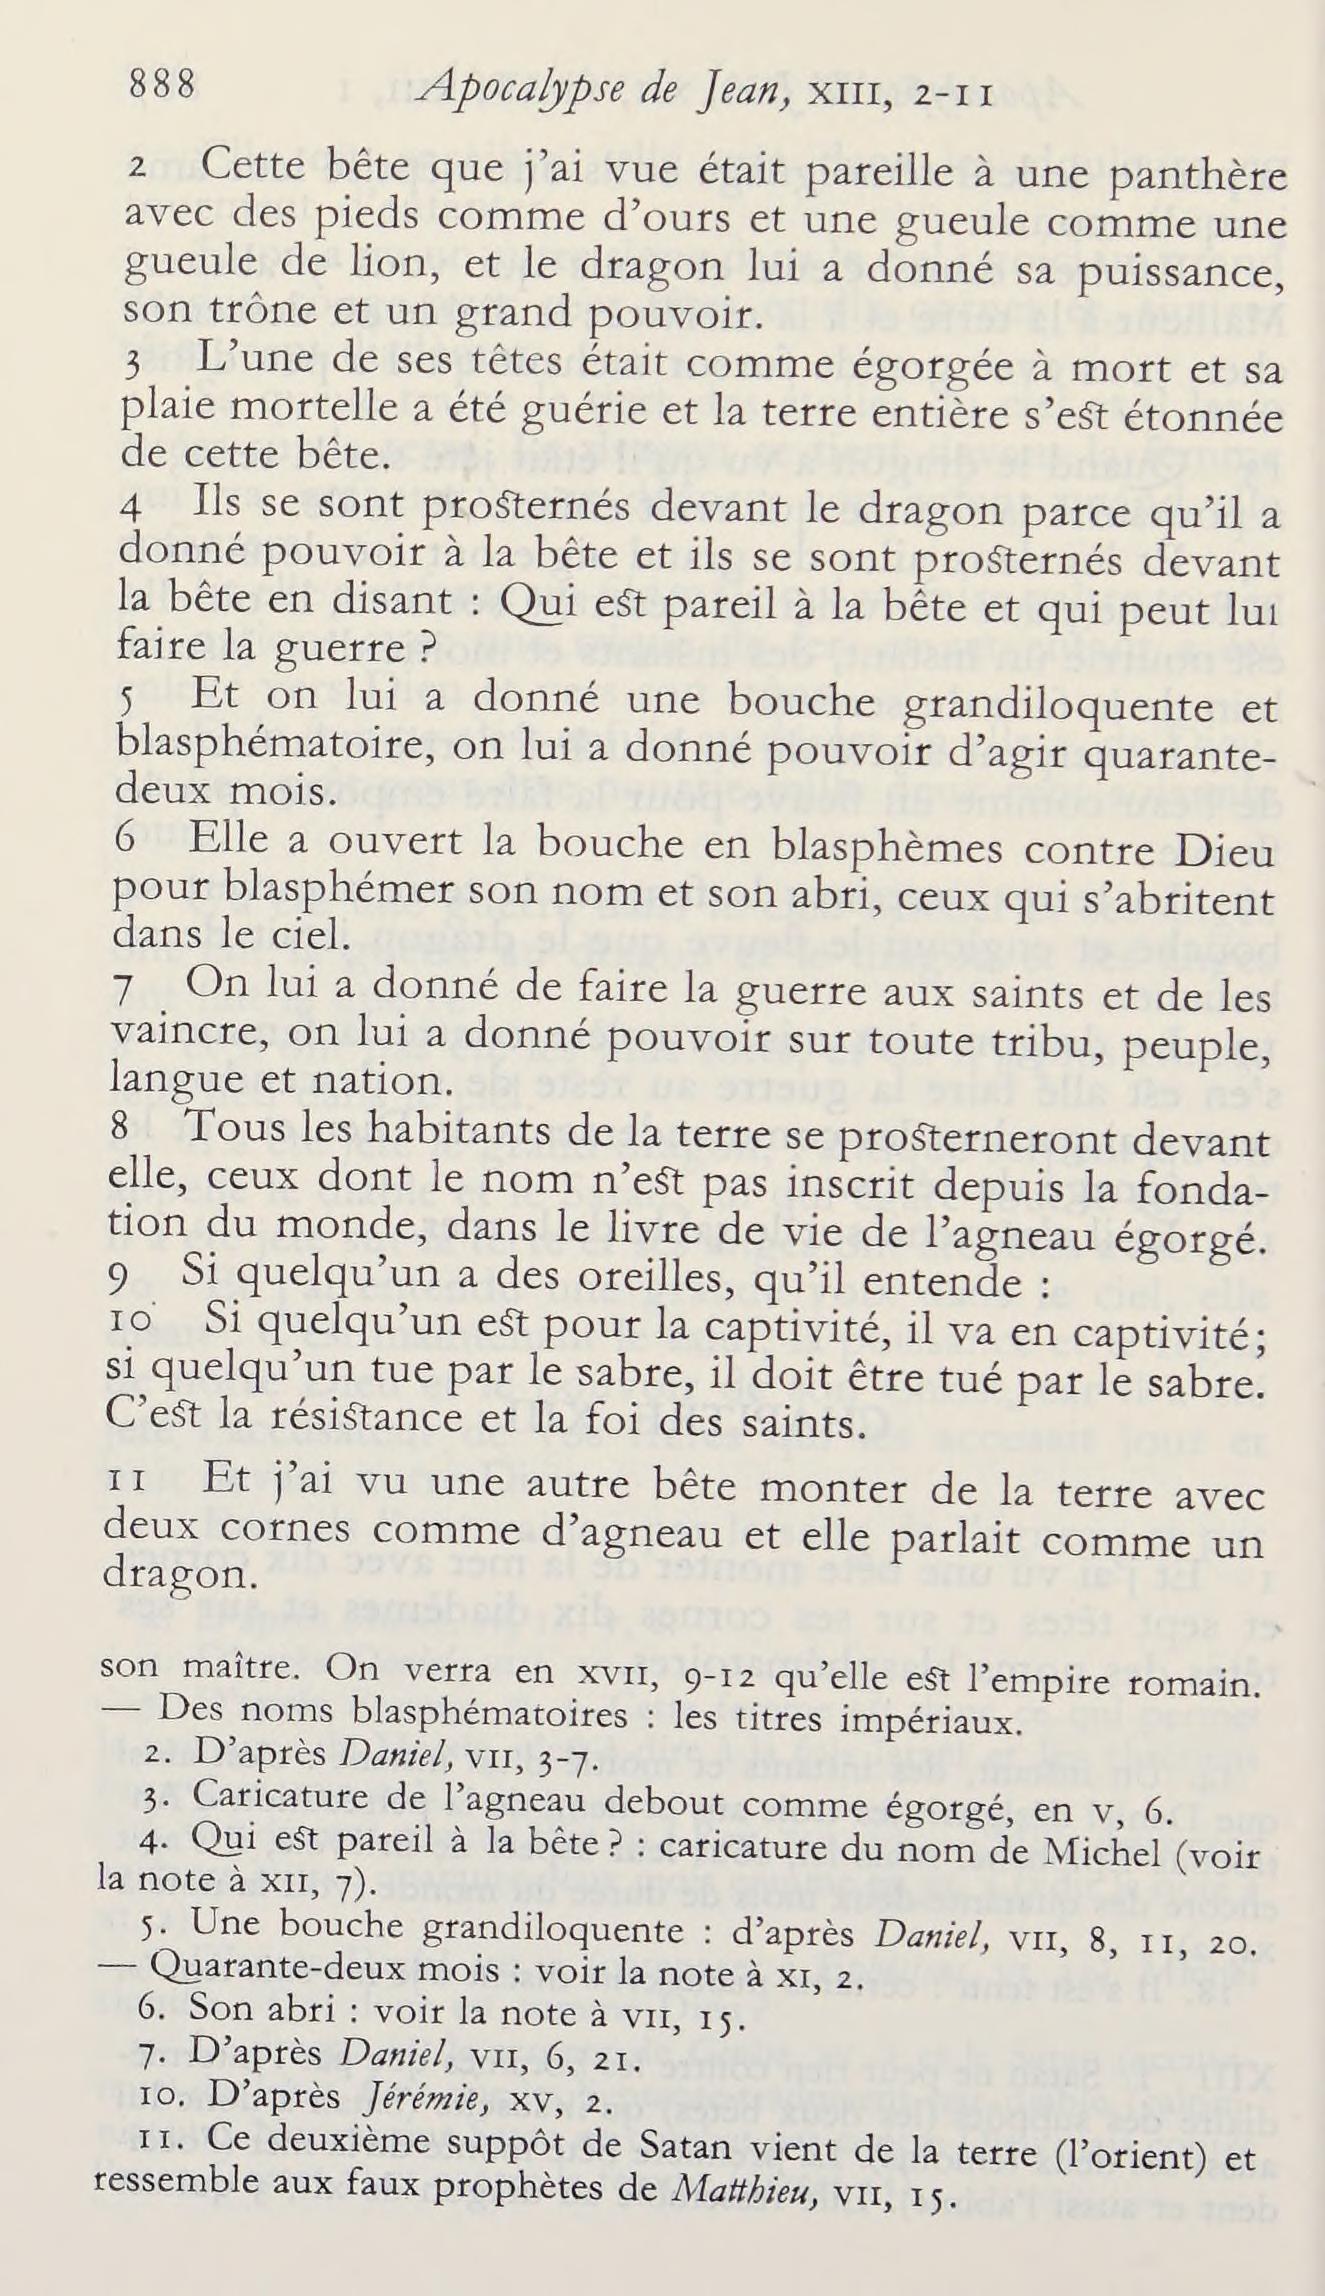 888 Apocalypse de Jean, XIII, 2-11
2 Cette bête que j'ai vue était pareille à une panthère
avec des pieds comme d'ours et une gueule comme une
gueule de lion, et le dragon lui a donné sa puissance,
son trône et un grand pouvoir.
3 L'une de ses têtes était comme égorgée à mort et sa
plaie mortelle a été guérie et la terre entière s'est étonnée
de cette bête.
4 Ils se sont prosternés devant le dragon parce qu'il a
donné pouvoir à la bête et ils se sont prosternés devant
la bête en disant : Qui est pareil à la bête et qui peut lui
faire la guerre ?
5 Et on lui a donné une bouche grandiloquente et
blasphématoire, on lui a donné pouvoir d'agir quarante-
deux mois.
6 Elle a ouvert la bouche en blasphèmes contre Dieu
pour blasphémer son nom et son abri, ceux qui s'abritent
dans le ciel.
7 On lui a donné de faire la guerre aux saints et de les
vaincre, on lui a donné pouvoir sur toute tribu, peuple,
langue et nation.
8 Tous les habitants de la terre se prosterneront devant
elle, ceux dont le nom n'est pas inscrit depuis la fonda-
tion du monde, dans le livre de vie de l'agneau égorgé.
9 Si quelqu'un a des oreilles, qu'il entende :
10 Si quelqu'un est pour la captivité, il va en captivité;
si quelqu'un tue par le sabre, il doit être tué par le sabre.
C'est la résistance et la foi des saints.
11 Et j'ai vu une autre bête monter de la terre avec
deux cornes comme d'agneau et elle parlait comme un
dragon.
son maître. On verra en XVII, 9-12 qu'elle est l'empire romain.
— Des noms blasphématoires : les titres impériaux.
2. D'après Daniel, VII, 3-7.
3. Caricature de l'agneau debout comme égorgé, en V, 6.
4. Qui est pareil à la bête ? : caricature du nom de Michel (voir
la note à XII, 7).
5. Une bouche grandiloquente : d'après Daniel, VII, 8, 11, 20.
— Quarante-deux mois : voir la note à XI, 2.
6. Son abri : voir la note à VII, 15.
7. D'après Daniel, VII, 6, 21.
10. D'après Jérémie, XV, 2.
11. Ce deuxième suppôt de Satan vient de la terre (l'orient) et
ressemble aux faux prophètes de Matthieu, VII, 15.